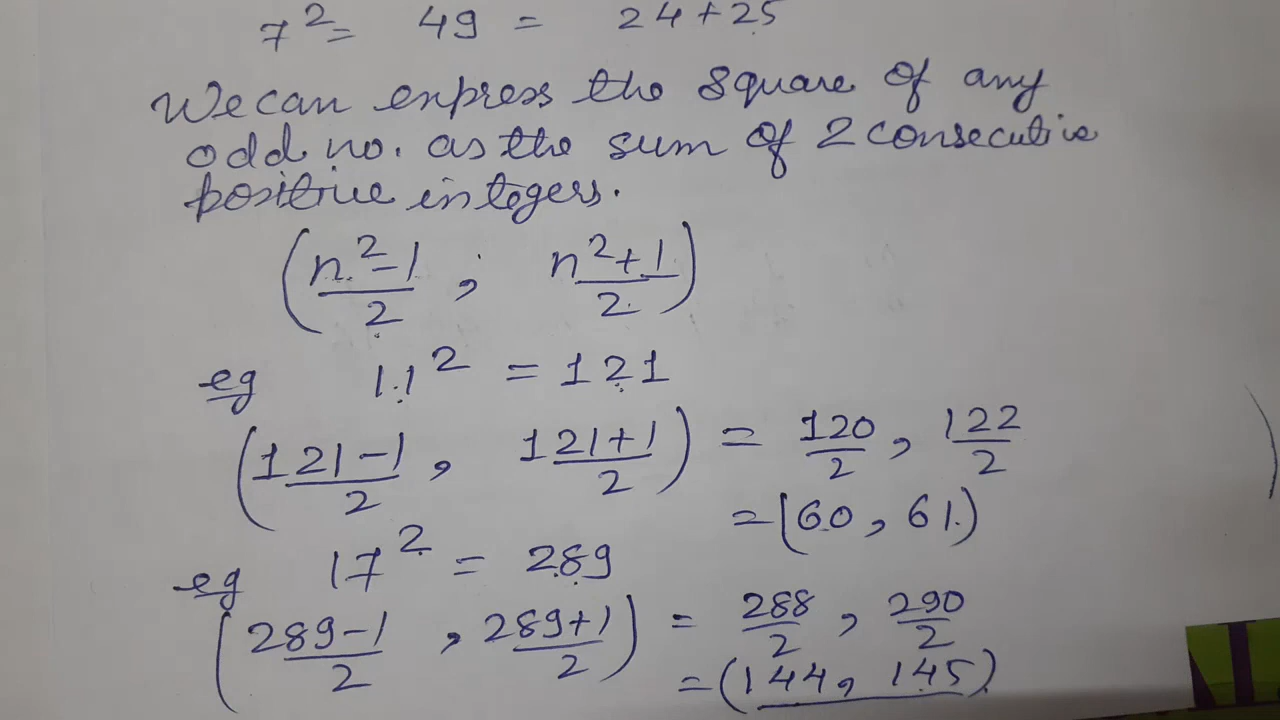 7² = 49 = 24+25
We can express the square of any
odd no. as the sum of 2 consecutive
positive integers.
(n²-1/2, n²+1/2)
eg 11² = 121
(121-1/2, 121+1/2) = 120/2, 122/2
= (60, 61)
eg 17² = 289
(289-1/2, 289+1/2) = 288/2, 290/2
= (144, 145)